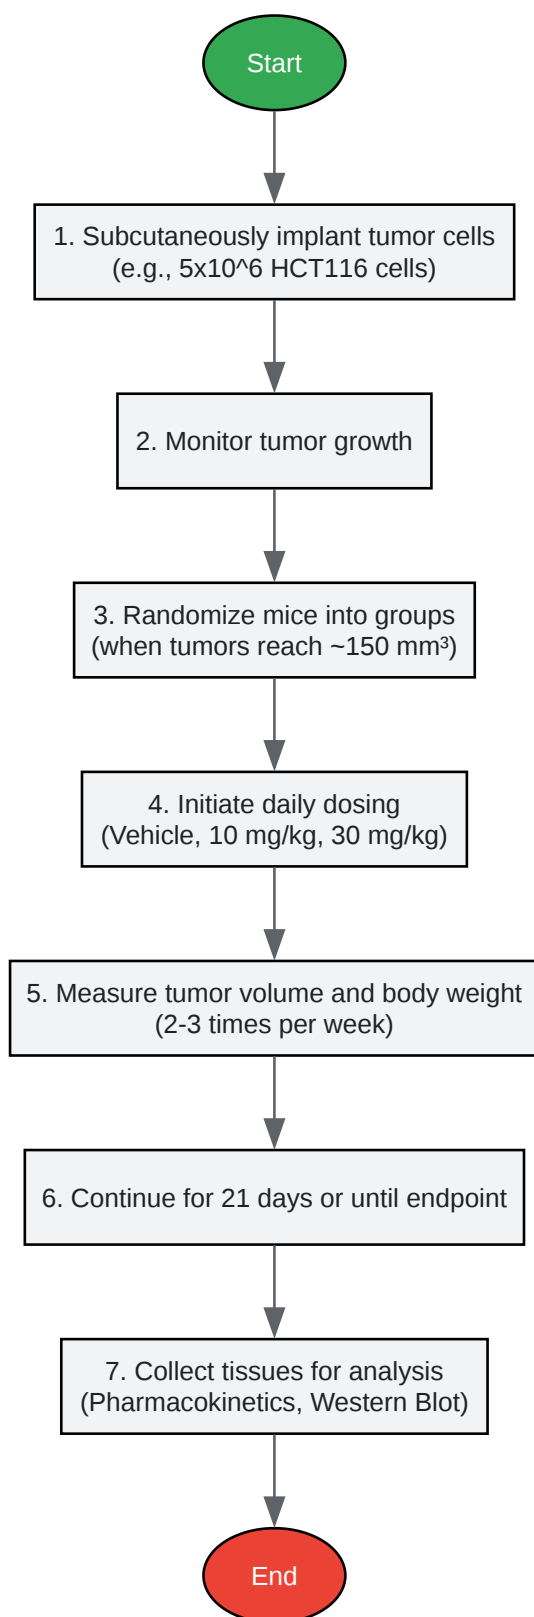 Start
1. Subcutaneously implant tumor cells
(e.g., 5x10^6 HCT116 cells)
2. Monitor tumor growth
3. Randomize mice into groups
(when tumors reach ~150 mm³)
4. Initiate daily dosing
(Vehicle, 10 mg/kg, 30 mg/kg)
5. Measure tumor volume and body weight
(2-3 times per week)
6. Continue for 21 days or until endpoint
7. Collect tissues for analysis
(Pharmacokinetics, Western Blot)
End